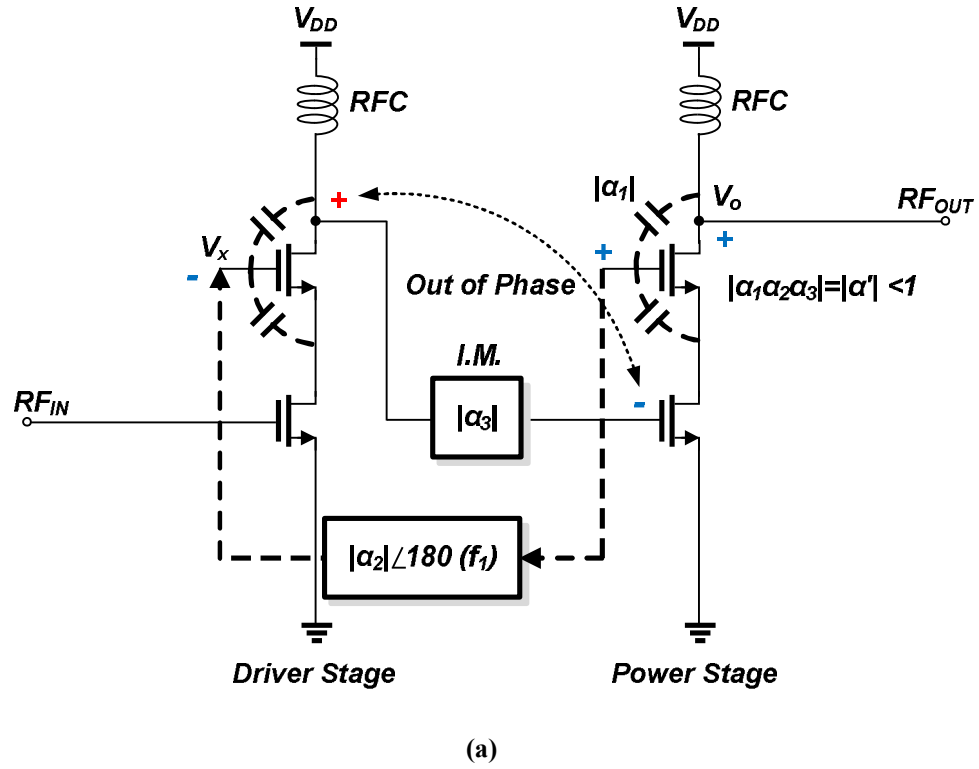 VDD VDD
RFC RFC
+ |α1| Vo RFOUT
Vx + +
- Out of Phase |α1α2α3|=|α'| <1
I.M.
RFIN |α3| -
|α2|∠180 (f1)
Driver Stage Power Stage
(a)